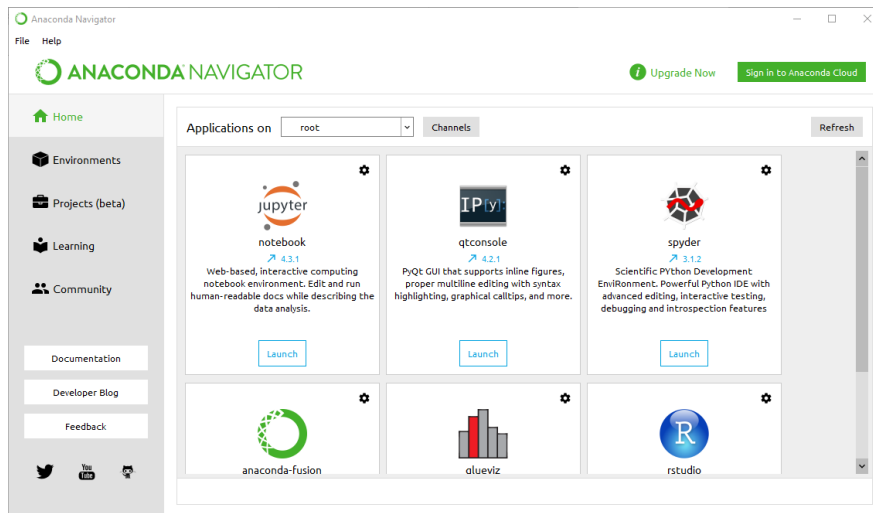 Anaconda Navigator
File Help
ANACONDA NAVIGATOR
Upgrade Now
Sign in to Anaconda Cloud
Home
Environments
Projects (beta)
Learning
Community
Documentation
Developer Blog
Feedback
You
Tube
Applications on
root
Channels
Refresh
jupyter
notebook
4.3.1
Web-based, interactive computing
notebook environment. Edit and run
human-readable docs while describing the
data analysis.
Launch
IP[y]:
qtconsole
4.2.1
PyQt GUI that supports inline figures,
proper multiline editing with syntax
highlighting, graphical calltips, and more.
Launch
spyder
3.1.2
Scientific PYthon Development
EnviRonment. Powerful Python IDE with
advanced editing, interactive testing,
debugging and introspection features
Launch
anaconda-fusion
glueviz
R
rstudio